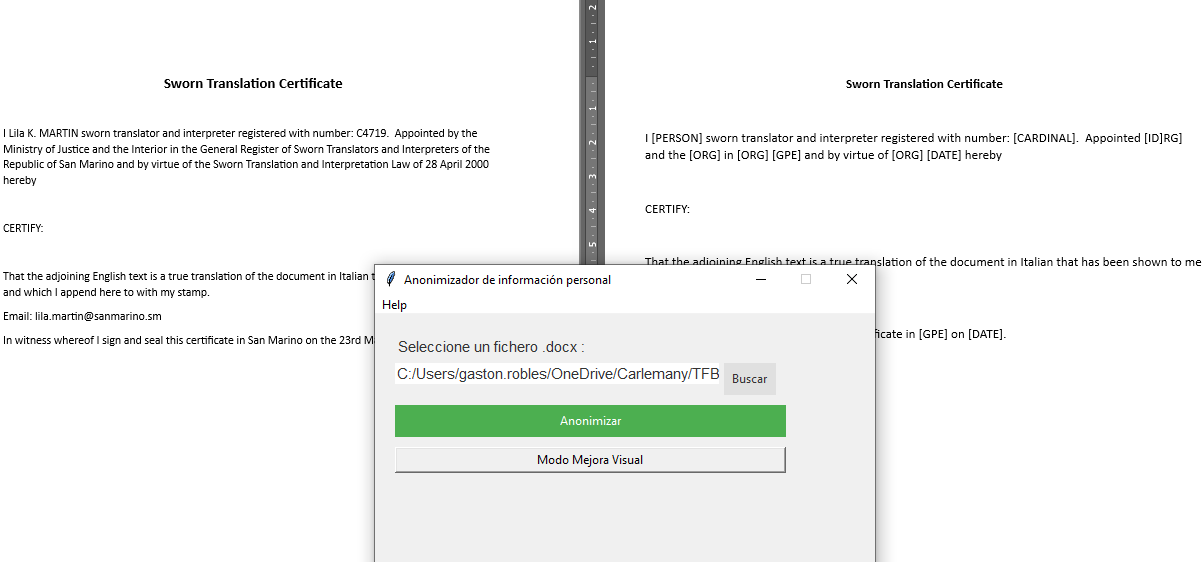 Sworn Translation Certificate
I Lila K. MARTIN sworn translator and interpreter registered with number: C4719.  Appointed by the
Ministry of Justice and the Interior in the General Register of Sworn Translators and Interpreters of the
Republic of San Marino and by virtue of the Sworn Translation and Interpretation Law of 28 April 2000
hereby
CERTIFY:
That the adjoining English text is a true translation of the document in Italian
and which I append here to with my stamp.
Email: lila.martin@sanmarino.sm
In witness whereof I sign and seal this certificate in San Marino on the 23rd
2
1
1
2
3
4
5
Sworn Translation Certificate
I [PERSON] sworn translator and interpreter registered with number: [CARDINAL].  Appointed [ID]RG]
and the [ORG] in [ORG] [GPE] and by virtue of [ORG] [DATE] hereby
CERTIFY:
That the adjoining English text is a true translation of the document in Italian that has been shown to me
ficate in [GPE] on [DATE].
Anonimizador de información personal
Help
Seleccione un fichero .docx :
C:/Users/gaston.robles/OneDrive/Carlemany/TFB
Buscar
Anonimizar
Modo Mejora Visual